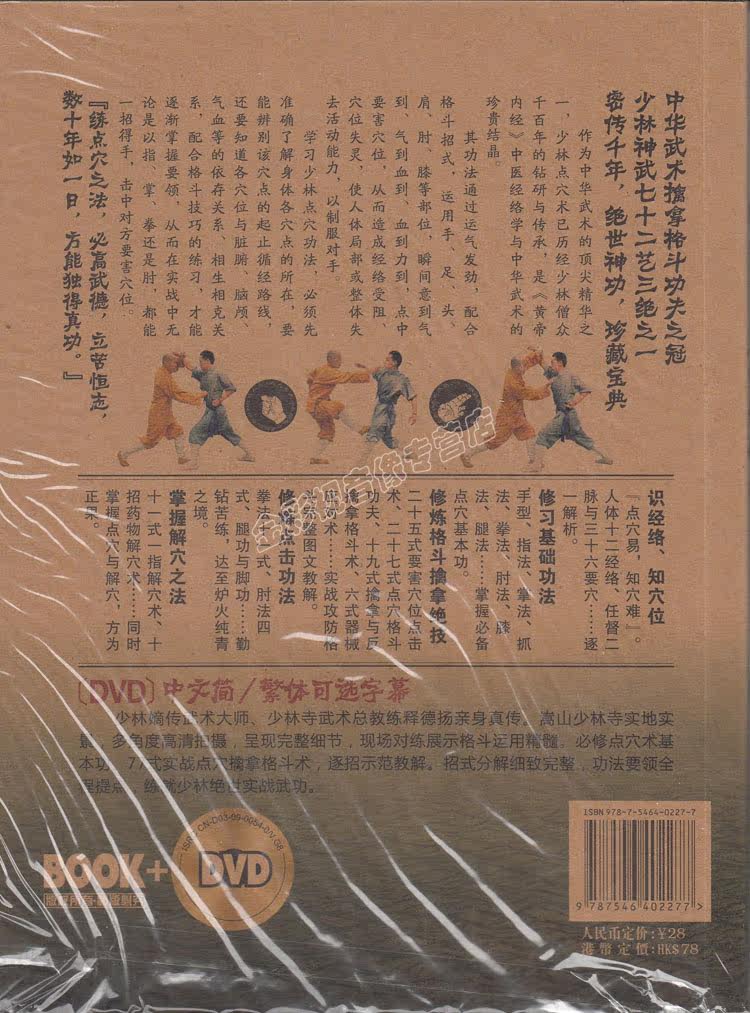 中华武术擒拿格斗功夫之冠
少林神武七十二艺三绝之一
密传千年，绝世神功，珍藏宝典
作为中华武术的顶尖精华之
一，少林点穴术已历经少林僧众
千百年的钻研与传承，是《黄帝
内经》中医经络学与中华武术的
珍贵结晶。
其功法通过运气发劲，配合
格斗招式，运用手、足、头、
肩、肘、膝等部位，瞬间意到气
到、气到血到、血到力到，点中
要害穴位，从而造成经络受阻、
穴位失灵，使人体局部或整体失
去活动能力，以制服对手。
学习少林点穴功法，必须先
准确了解身体各穴点的所在，要
能辨别该穴点的起止循经路线，
还要知道各穴位与脏腑、脑颅、
气血等的依存关系、相生相克关
系，配合格斗技巧的练习，才能
逐渐掌握要领，从而在实战中无
论是以指、掌、拳还是肘，都能
一招得手，击中对方要害穴位。
『练点穴之法，必高武德，立苦恒志，
数十年如一日，方能独得真功。』
识经络、知穴位
『点穴易，知穴难』。
人体十二经络、任督二
脉与三十六要穴……逐
一解析。
修习基础功法
手型、指法、掌法、抓
法、拳法、肘法、膝
法、腿法……掌握必备
点穴基本功。
修炼格斗擒拿绝技
二十五式要害穴位点击
术、二十七式点穴格斗
功夫、十九式擒拿与反
擒拿格斗术、六式器械
应对术……实战攻防格
斗完整图文教解。
修炼点击功法
拳法十一式、肘法四
式、腿功与脚功……勤
钻苦练，达至炉火纯青
之境。
掌握解穴之法
十一式一指解穴术、十
招药物解穴术……同时
掌握点穴与解穴，方为
正果。
[DVD]中文简/繁体可选字幕
少林嫡传武术大师、少林寺武术总教练释德扬亲身真传。嵩山少林寺实地实
景，多角度高清拍摄，呈现完整细节，现场对练展示格斗运用精髓。必修点穴术基
本功、77式实战点穴擒拿格斗术，逐招示范教解。招式分解细致完整，功法要领全
程提点，练就少林绝世实战武功。
BOOK+
DVD
版权所有·翻版必究
ISBN 978-7-5464-0227-7
9 787546 402277 >
人民币定价：¥28
港幣定價：HK$78